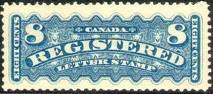 CANADA
EIGHT CENTS
8 REGISTERED 8
EIGHT CENTS
LETTER STAMP